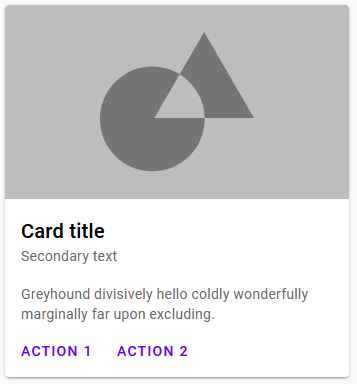 Card title
Secondary text
Greyhound divisively hello coldly wonderfully
marginally far upon excluding.
ACTION 1 ACTION 2